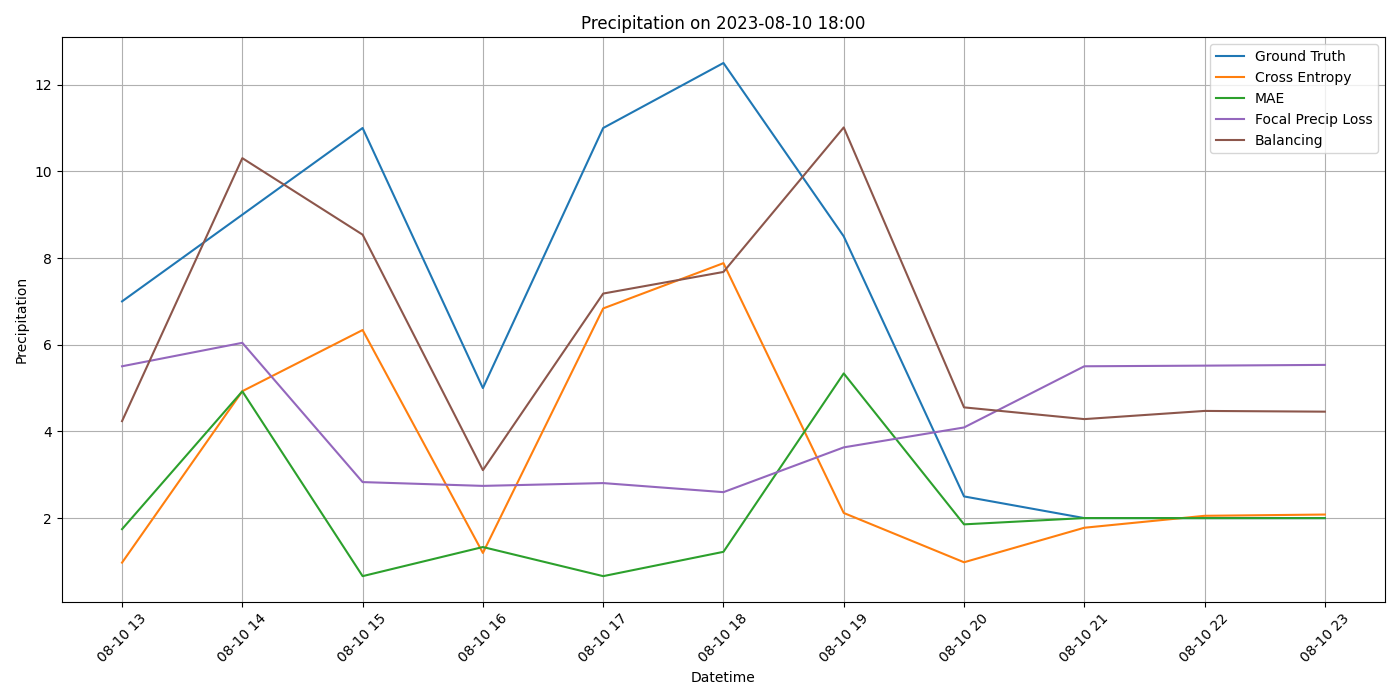 Precipitation on 2023-08-10 18:00
Ground Truth
Cross Entropy
MAE
Focal Precip Loss
Balancing
Precipitation
12
10
8
6
4
2
08-10 13
08-10 14
08-10 15
08-10 16
08-10 17
08-10 18
08-10 19
08-10 20
08-10 21
08-10 22
08-10 23
Datetime